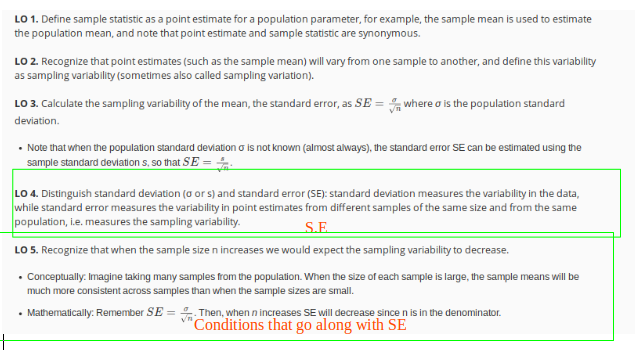 LO 1. Define sample statistic as a point estimate for a population parameter, for example, the sample mean is used to estimate
the population mean, and note that point estimate and sample statistic are synonymous.
LO 2. Recognize that point estimates (such as the sample mean) will vary from one sample to another, and define this variability
as sampling variability (sometimes also called sampling variation).
LO 3. Calculate the sampling variability of the mean, the standard error, as SE = σ/√n where σ is the population standard
deviation.
• Note that when the population standard deviation σ is not known (almost always), the standard error SE can be estimated using the
sample standard deviation s, so that SE = s/√n.
LO 4. Distinguish standard deviation (σ or s) and standard error (SE): standard deviation measures the variability in the data,
while standard error measures the variability in point estimates from different samples of the same size and from the same
population, i.e. measures the sampling variability.
S.E
LO 5. Recognize that when the sample size n increases we would expect the sampling variability to decrease.
• Conceptually: Imagine taking many samples from the population. When the size of each sample is large, the sample means will be
much more consistent across samples than when the sample sizes are small.
• Mathematically: Remember SE = σ/√n. Then, when n increases SE will decrease since n is in the denominator.
Conditions that go along with SE